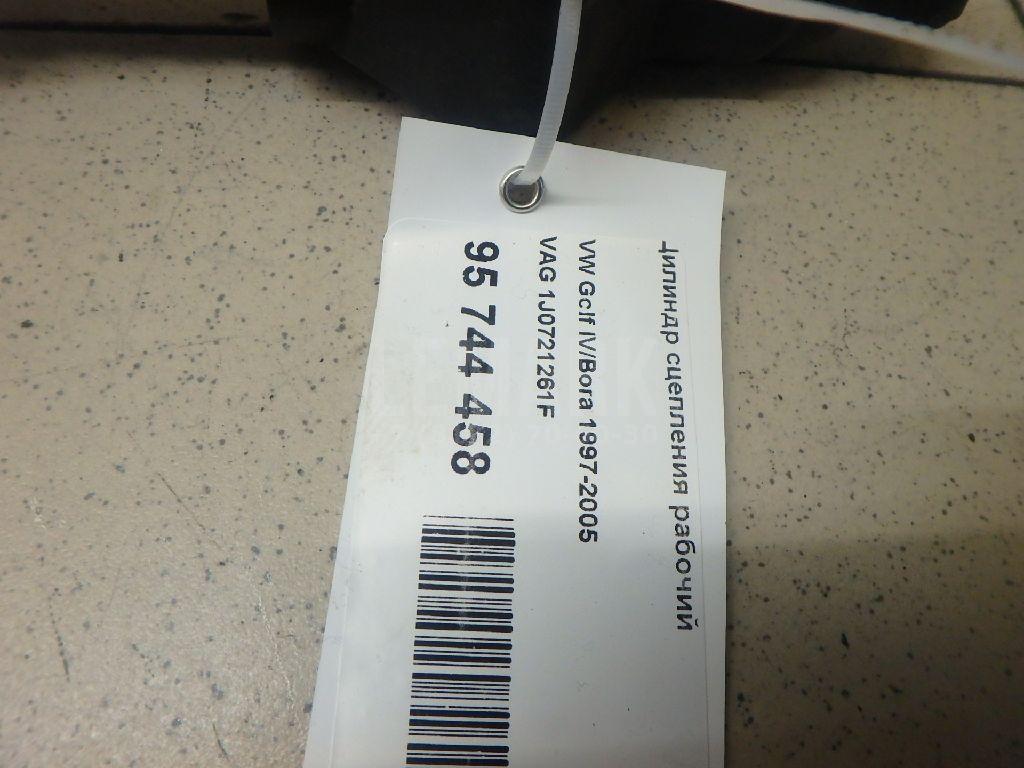 Цилиндр сцепления рабочий
VW Golf IV/Bora 1997-2005
VAG 1J0721261F
95 744 458